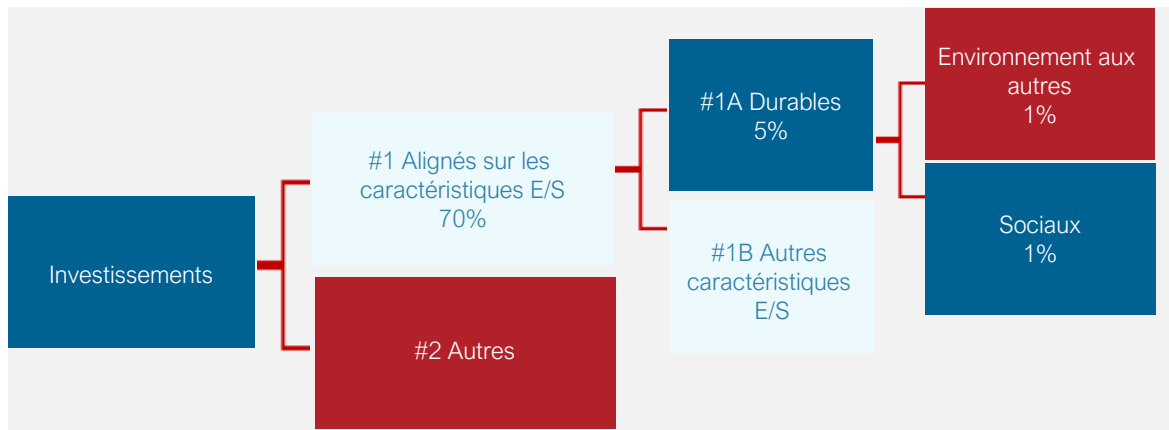 Investissements
#1 Alignés sur les
caractéristiques E/S
70%
#2 Autres
#1A Durables
5%
#1B Autres
caractéristiques
E/S
Environnement aux
autres
1%
Sociaux
1%